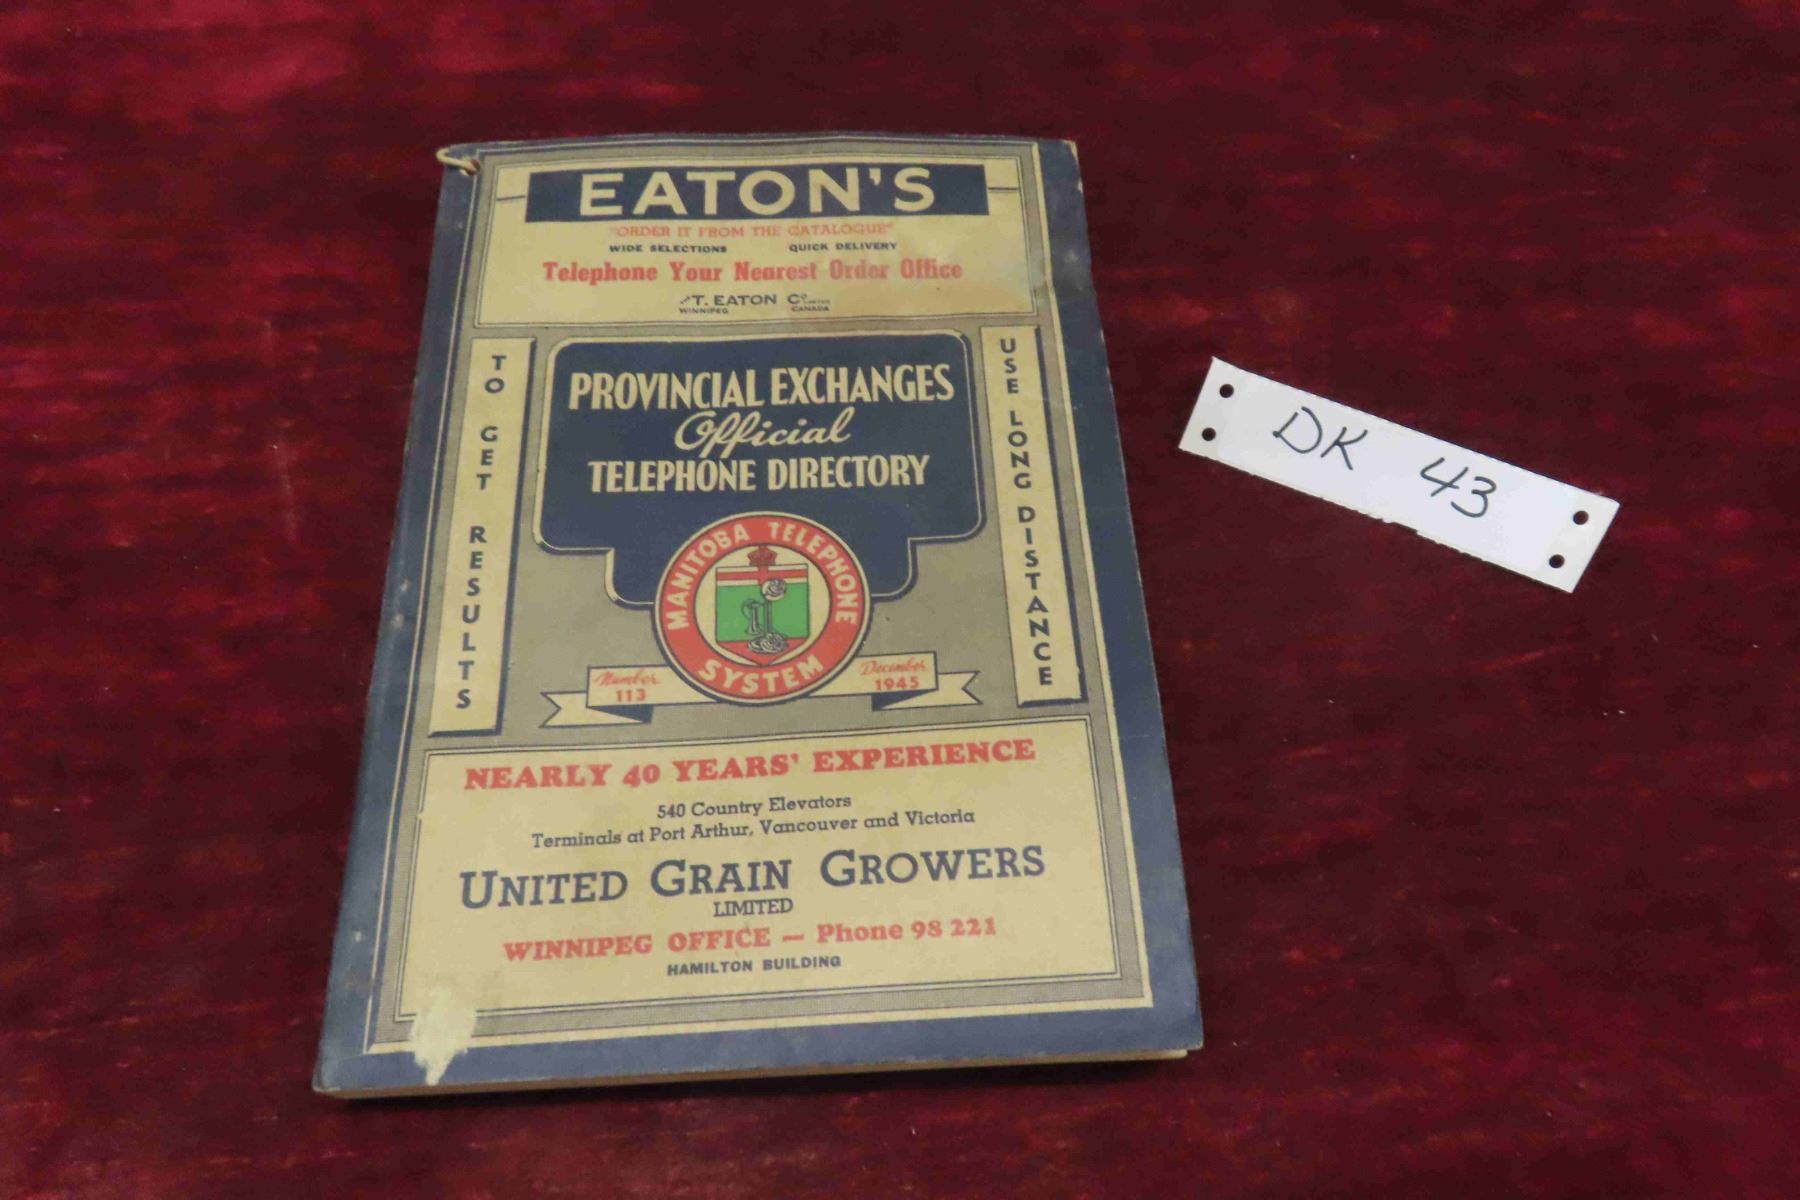 EATON'S
"ORDER IT FROM THE CATALOGUE"
WIDE SELECTIONS QUICK DELIVERY
Telephone Your Nearest Order Office
THE T. EATON CO LIMITED
WINNIPEG CANADA
TO GET RESULTS
PROVINCIAL EXCHANGES
Official
TELEPHONE DIRECTORY
USE LONG DISTANCE
MANITOBA TELEPHONE SYSTEM
Number 113
December 1945
NEARLY 40 YEARS' EXPERIENCE
540 Country Elevators
Terminals at Port Arthur, Vancouver and Victoria
UNITED GRAIN GROWERS
LIMITED
WINNIPEG OFFICE — Phone 98 221
HAMILTON BUILDING
DK 43